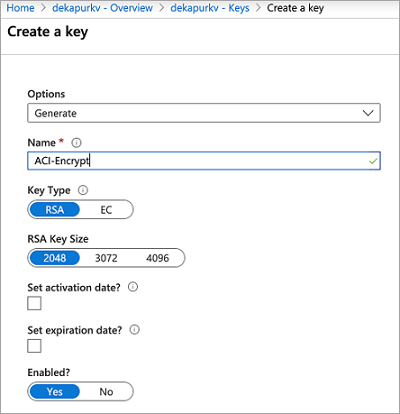 Home > dekapurkv - Overview > dekapurkv - Keys > Create a key
Create a key
Options
Generate
Name *
ACI-Encrypt
Key Type
RSA EC
RSA Key Size
2048 3072 4096
Set activation date?
Set expiration date?
Enabled?
Yes No